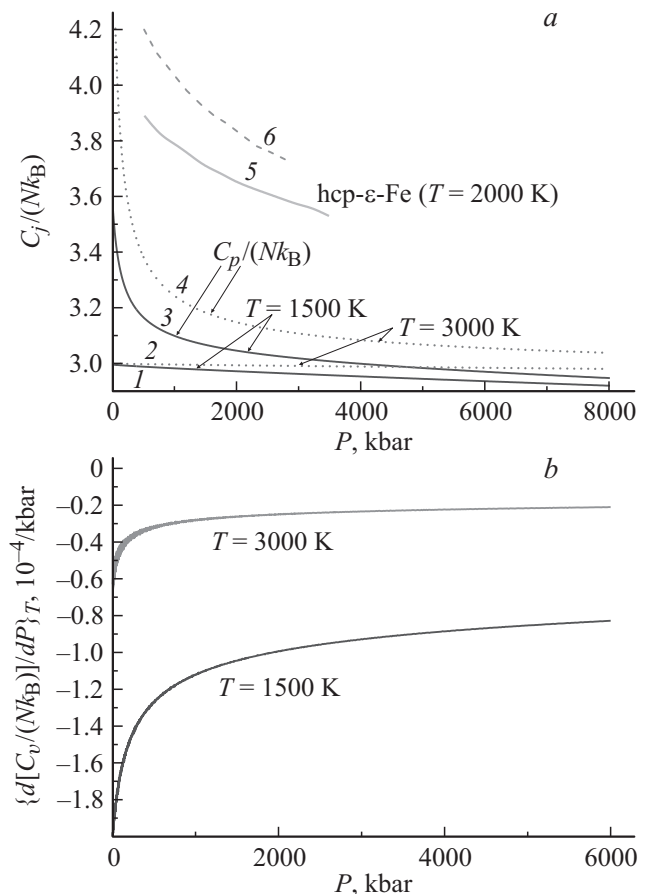 a
4.2
4.0
3.8
3.6
3.4
3.2
3.0
C_j/(Nk_B)
6
5
hcp-ε-Fe (T = 2000 K)
C_p/(Nk_B)
4
3
T = 1500 K
T = 3000 K
2
1
0 2000 4000 6000 8000
P, kbar
b
0
−0.2
−0.4
−0.6
−0.8
−1.0
−1.2
−1.4
−1.6
−1.8
{d[C_v/(Nk_B)]/dP}_T, 10^−4/kbar
T = 3000 K
T = 1500 K
0 2000 4000 6000
P, kbar